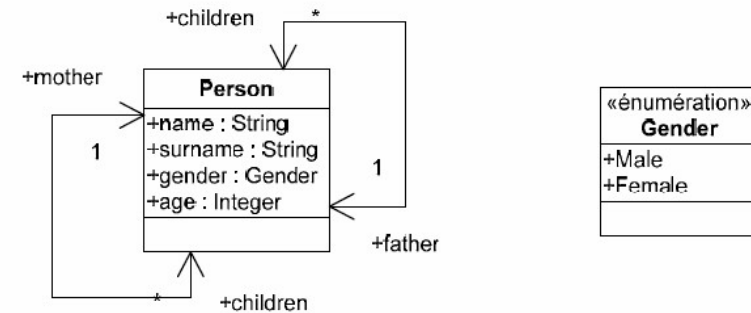 +children
*
+mother
Person
+name : String
+surname : String
+gender : Gender
+age : Integer
1
1
+father
*
+children
«énumération»
Gender
+Male
+Female